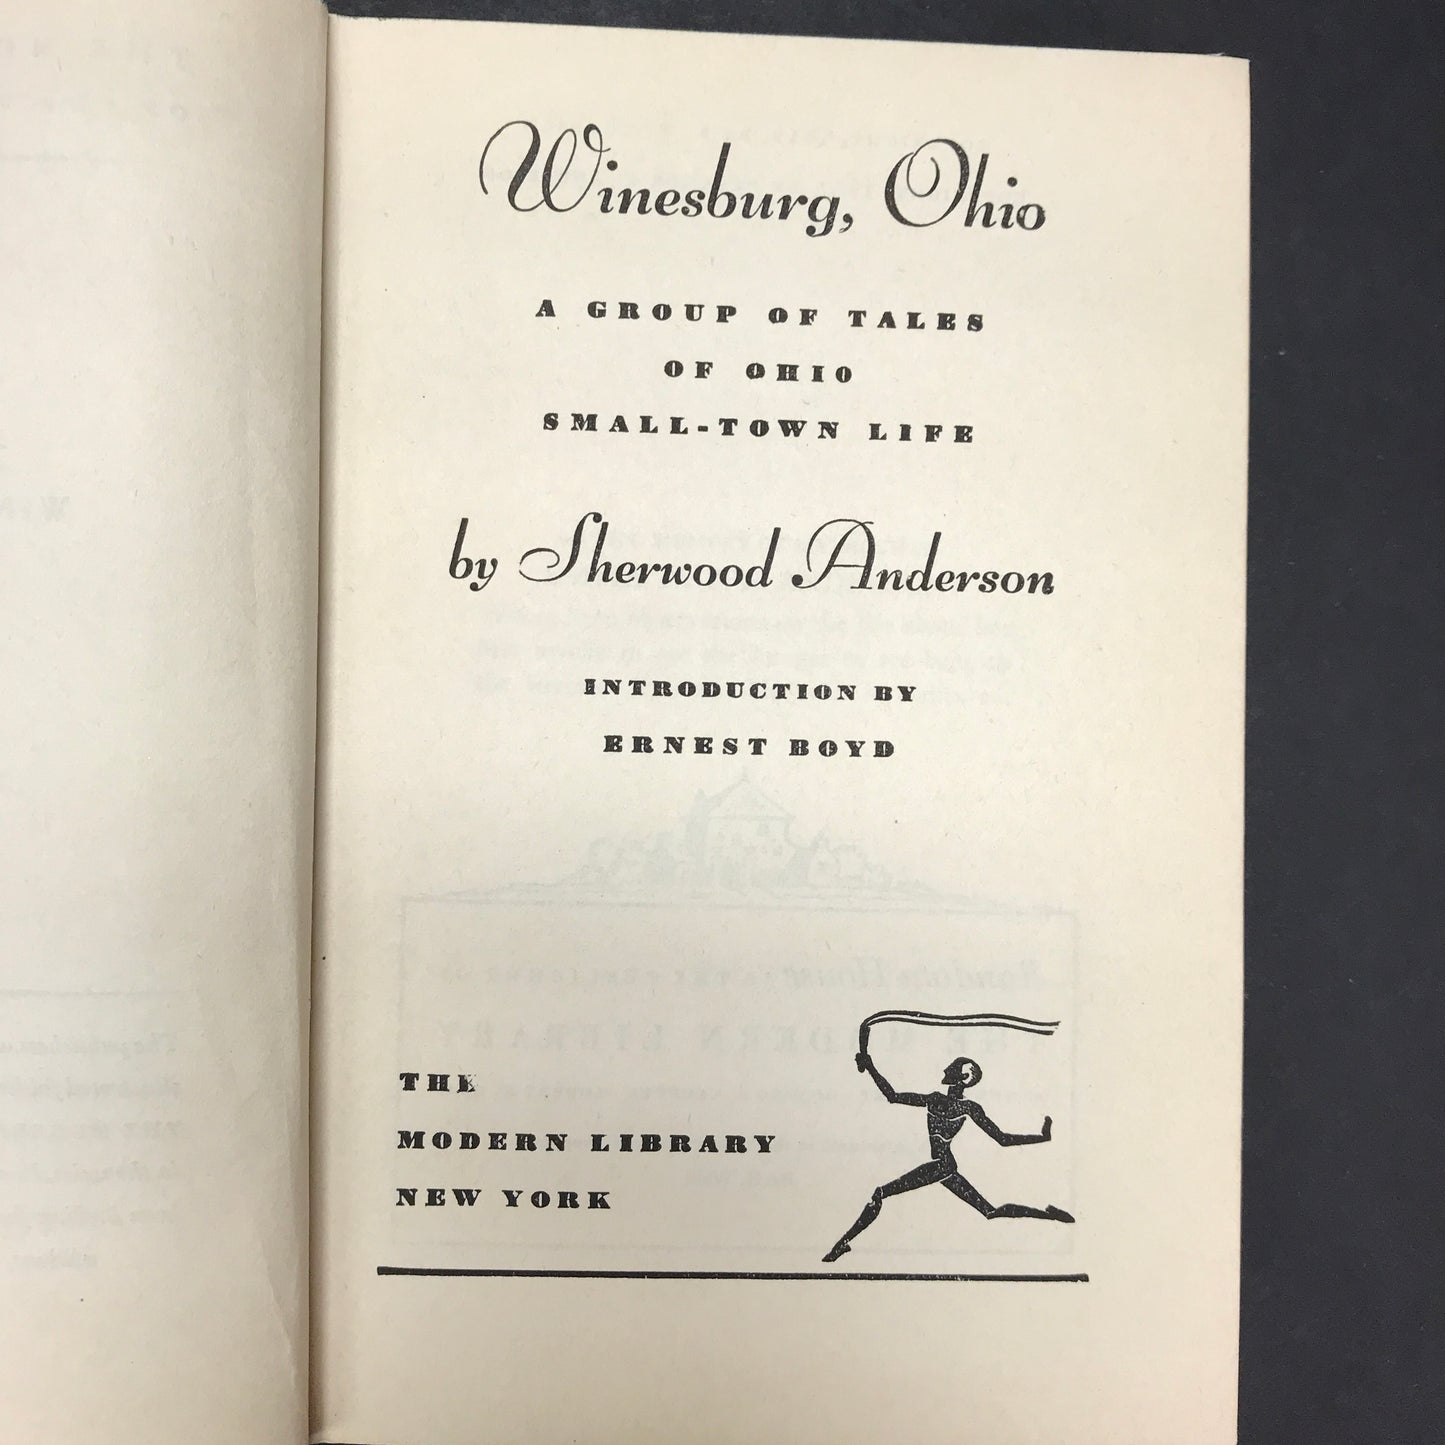 Winesburg, Ohio
A GROUP OF TALES
OF OHIO
SMALL-TOWN LIFE
by Sherwood Anderson
INTRODUCTION BY
ERNEST BOYD
THE
MODERN LIBRARY
NEW YORK